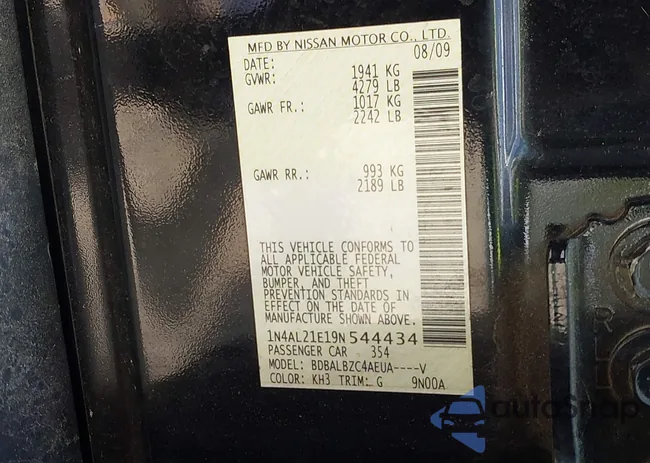 MFD BY NISSAN MOTOR CO., LTD.
DATE: 08/09
GVWR: 1941 KG
4279 LB
GAWR FR.: 1017 KG
2242 LB
GAWR RR.: 993 KG
2189 LB
THIS VEHICLE CONFORMS TO
ALL APPLICABLE FEDERAL
MOTOR VEHICLE SAFETY,
BUMPER, AND THEFT
PREVENTION STANDARDS IN
EFFECT ON THE DATE OF
MANUFACTURE SHOWN ABOVE.
1N4AL21E19N544434
PASSENGER CAR 354
MODEL: BDBALBZC4AEUA----V
COLOR: KH3 TRIM: G 9N00A
autoSnap